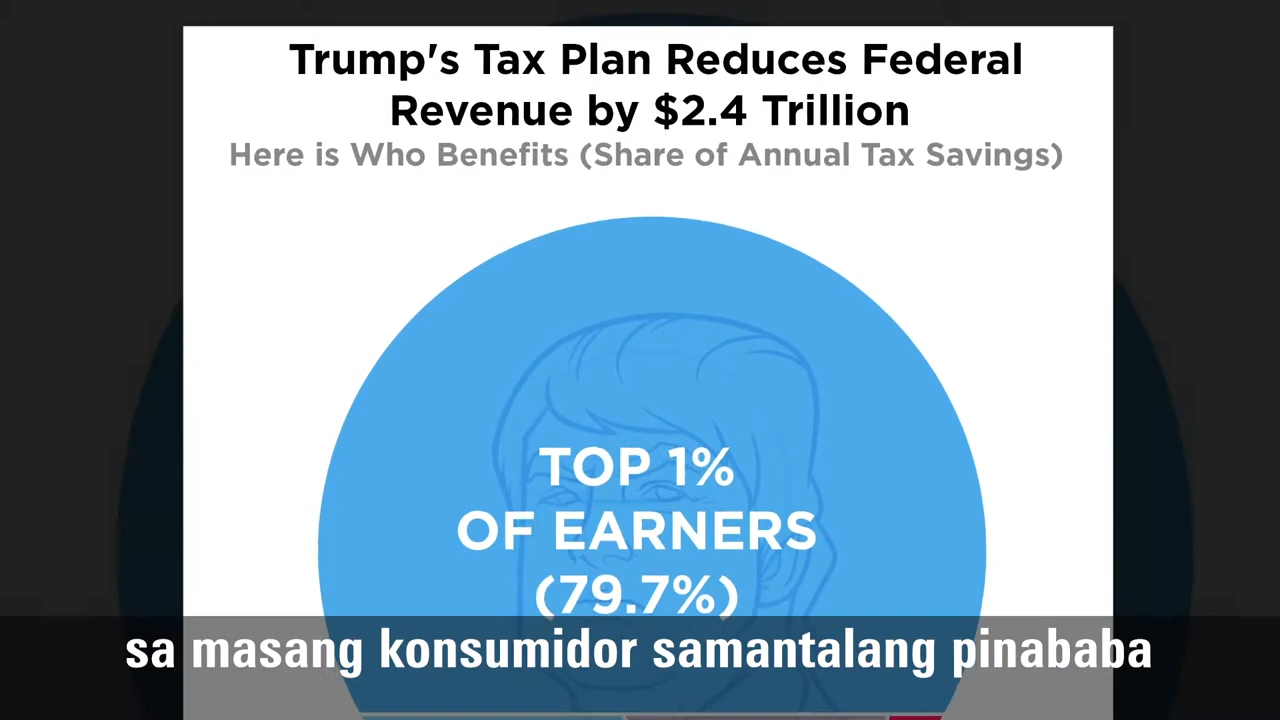 Trump's Tax Plan Reduces Federal
Revenue by $2.4 Trillion
Here is Who Benefits (Share of Annual Tax Savings)
TOP 1%
OF EARNERS
(79.7%)
sa masang konsumidor samantalang pinababa